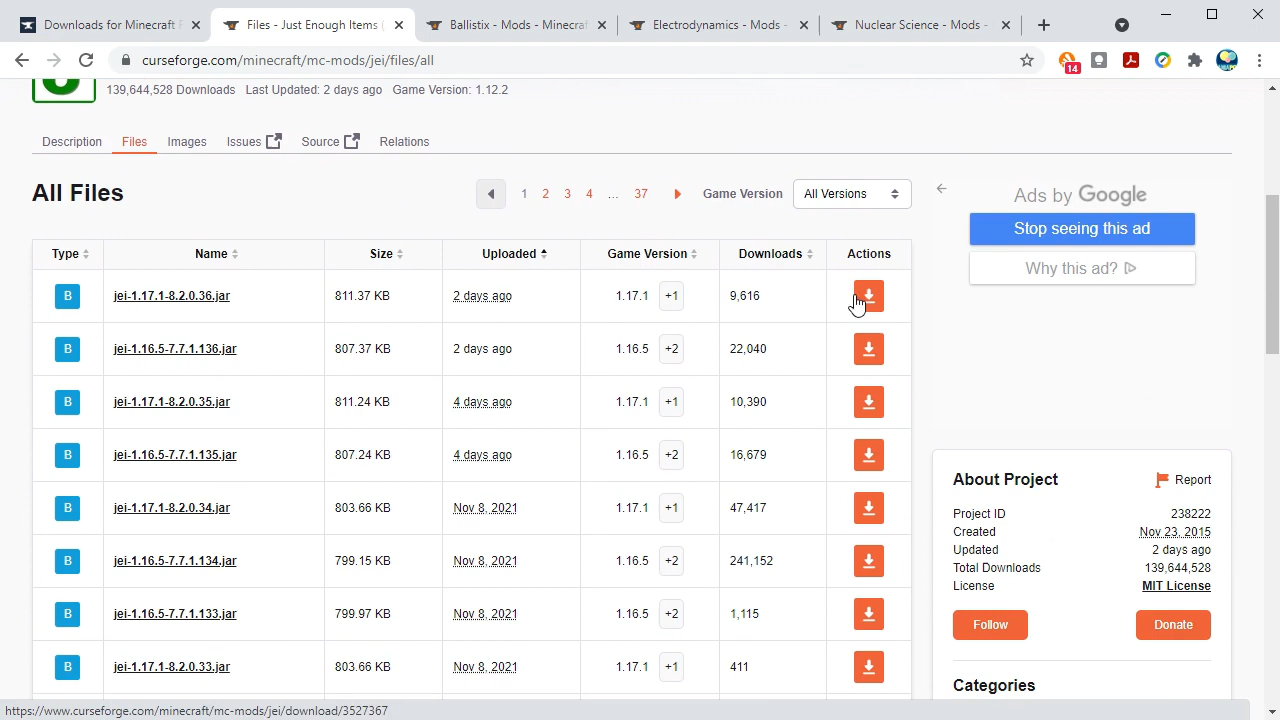 Downloads for Minecraft F
Files - Just Enough Items (
Ballistix - Mods - Minecraft
Electrodynamics - Mods -
Nuclear Science - Mods -
curseforge.com/minecraft/mc-mods/jei/files/all
14
139,644,528 Downloads Last Updated: 2 days ago Game Version: 1.12.2
Description Files Images Issues Source Relations
All Files
1 2 3 4 … 37 Game Version All Versions
Ads by Google
Stop seeing this ad
Why this ad?
Type Name Size Uploaded Game Version Downloads Actions
B jei-1.17.1-8.2.0.36.jar 811.37 KB 2 days ago 1.17.1 +1 9,616
B jei-1.16.5-7.7.1.136.jar 807.37 KB 2 days ago 1.16.5 +2 22,040
B jei-1.17.1-8.2.0.35.jar 811.24 KB 4 days ago 1.17.1 +1 10,390
B jei-1.16.5-7.7.1.135.jar 807.24 KB 4 days ago 1.16.5 +2 16,679
B jei-1.17.1-8.2.0.34.jar 803.66 KB Nov 8, 2021 1.17.1 +1 47,417
B jei-1.16.5-7.7.1.134.jar 799.15 KB Nov 8, 2021 1.16.5 +2 241,152
B jei-1.16.5-7.7.1.133.jar 799.97 KB Nov 8, 2021 1.16.5 +2 1,115
B jei-1.17.1-8.2.0.33.jar 803.66 KB Nov 8, 2021 1.17.1 +1 411
About Project Report
Project ID 238222
Created Nov 23, 2015
Updated 2 days ago
Total Downloads 139,644,528
License MIT License
Follow Donate
Categories
https://www.curseforge.com/minecraft/mc-mods/jei/download/3527367